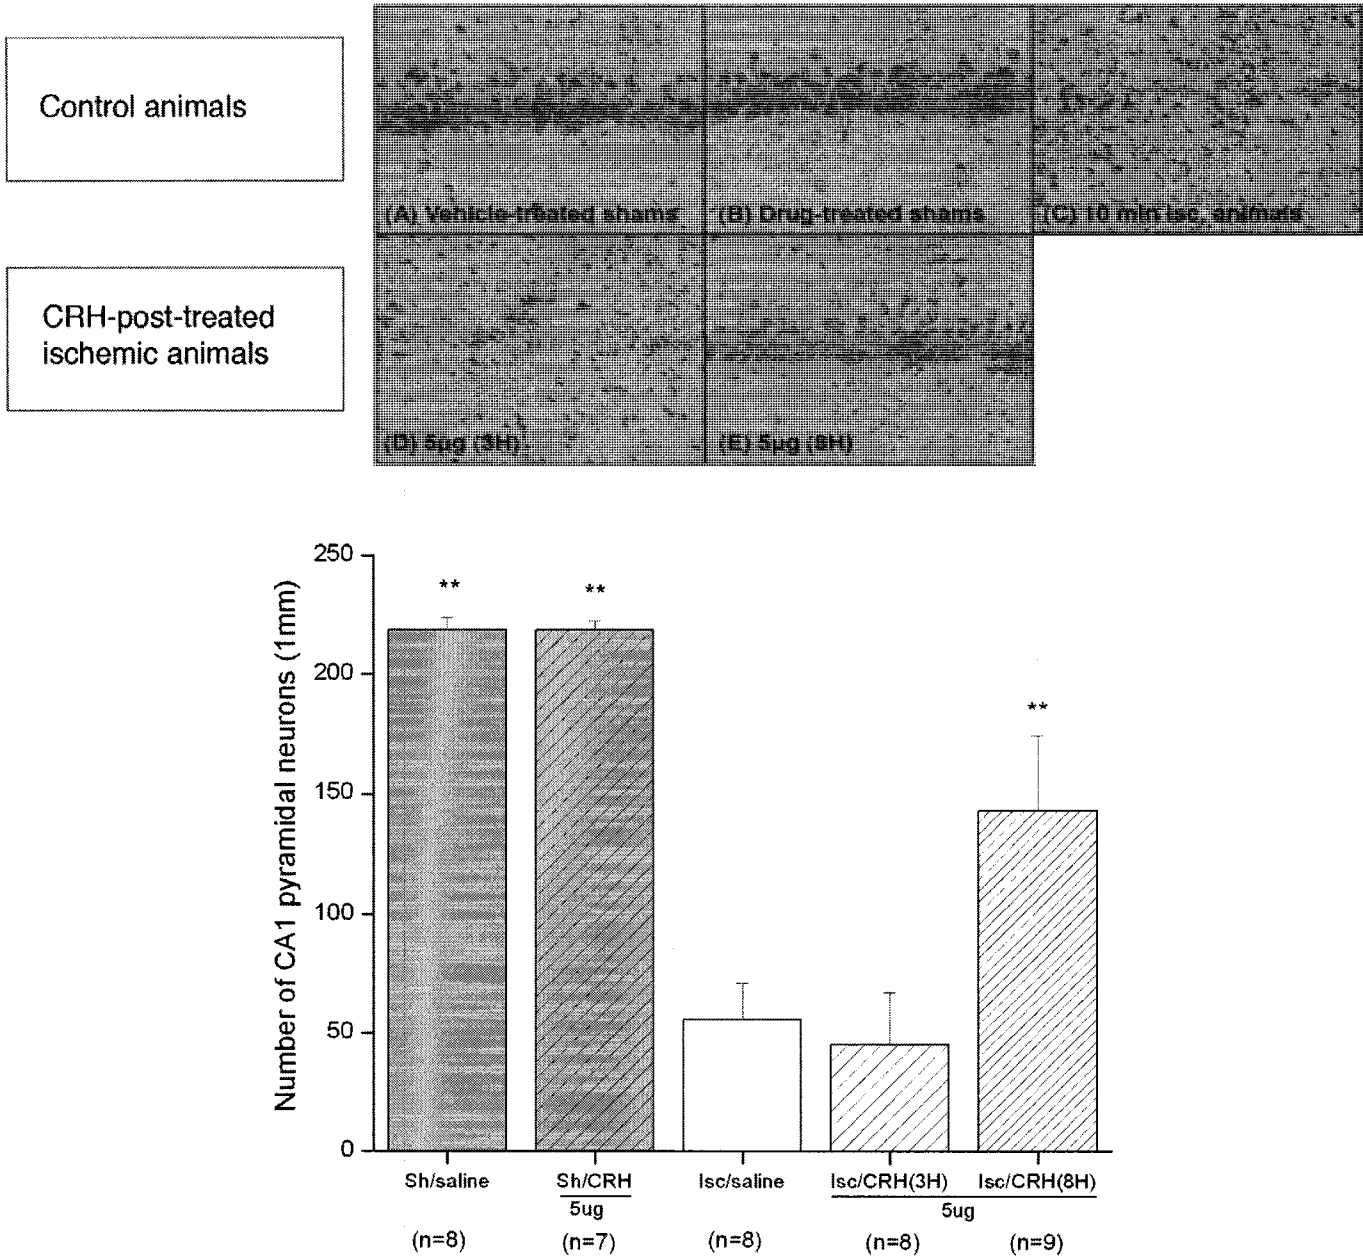 Control animals
(A) Vehicle-treated shams
(B) Drug-treated shams
(C) 10 min isc. animals
CRH-post-treated
ischemic animals
(D) 5µg (3H)
(E) 5µg (8H)
Number of CA1 pyramidal neurons (1mm)
250
200
150
100
50
0
**
**
**
Sh/saline
Sh/CRH
Isc/saline
Isc/CRH(3H)
Isc/CRH(8H)
5ug
5ug
(n=8)
(n=7)
(n=8)
(n=8)
(n=9)